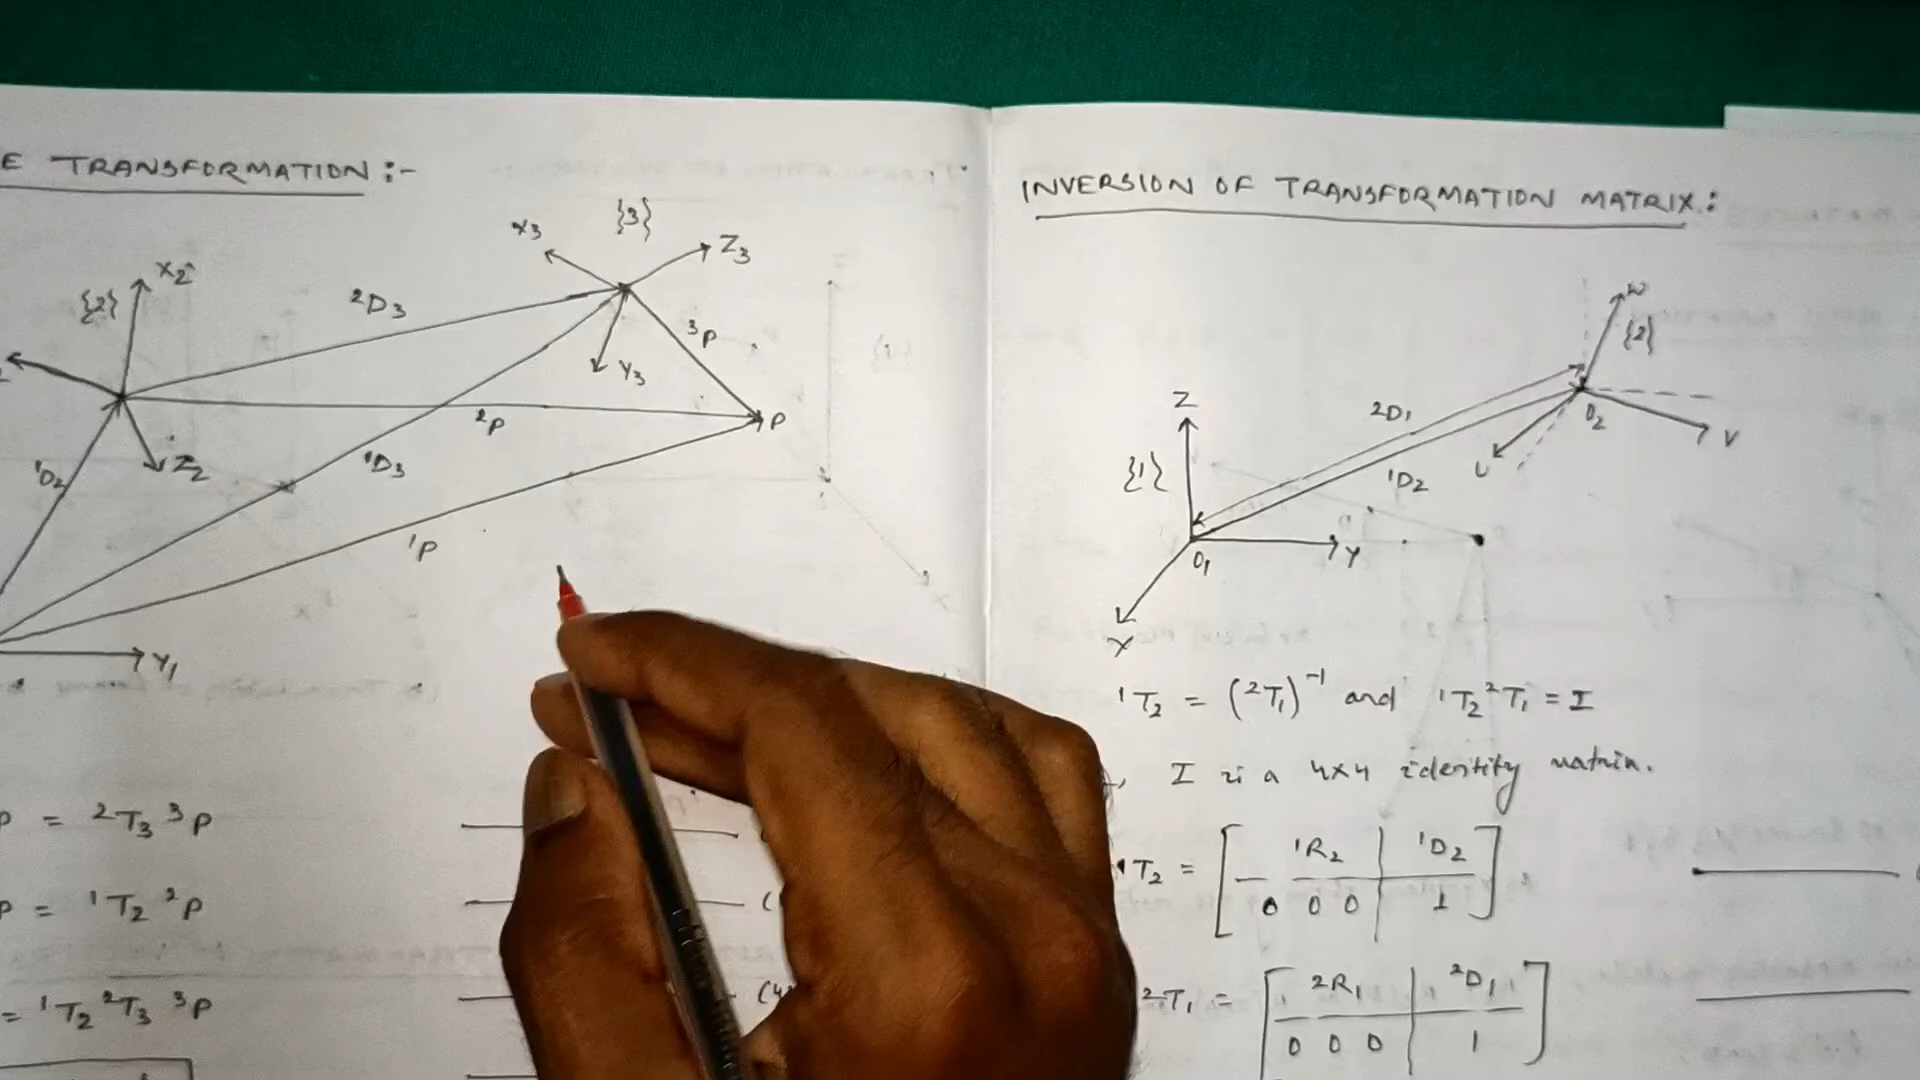 E TRANSFORMATION :-
{3}
X3
Z3
{2}
X2
²D3
³P
Y3
P
²P
¹D3
¹D2
Z2
¹P
Y1
P = ²T3 ³P
P = ¹T2 ²P
= ¹T2 ²T3 ³P
INVERSION OF TRANSFORMATION MATRIX :
W
{2}
Z
²D1
O2
V
{1}
U
¹D2
Y
O1
X
¹T2 = (²T1)⁻¹ and ¹T2 ²T1 = I
I is a 4x4 identity matrix.
¹T2 = [ ¹R2 | ¹D2 ]
0 0 0 | 1
²T1 = [ ²R1 | ²D1 ]
0 0 0 | 1